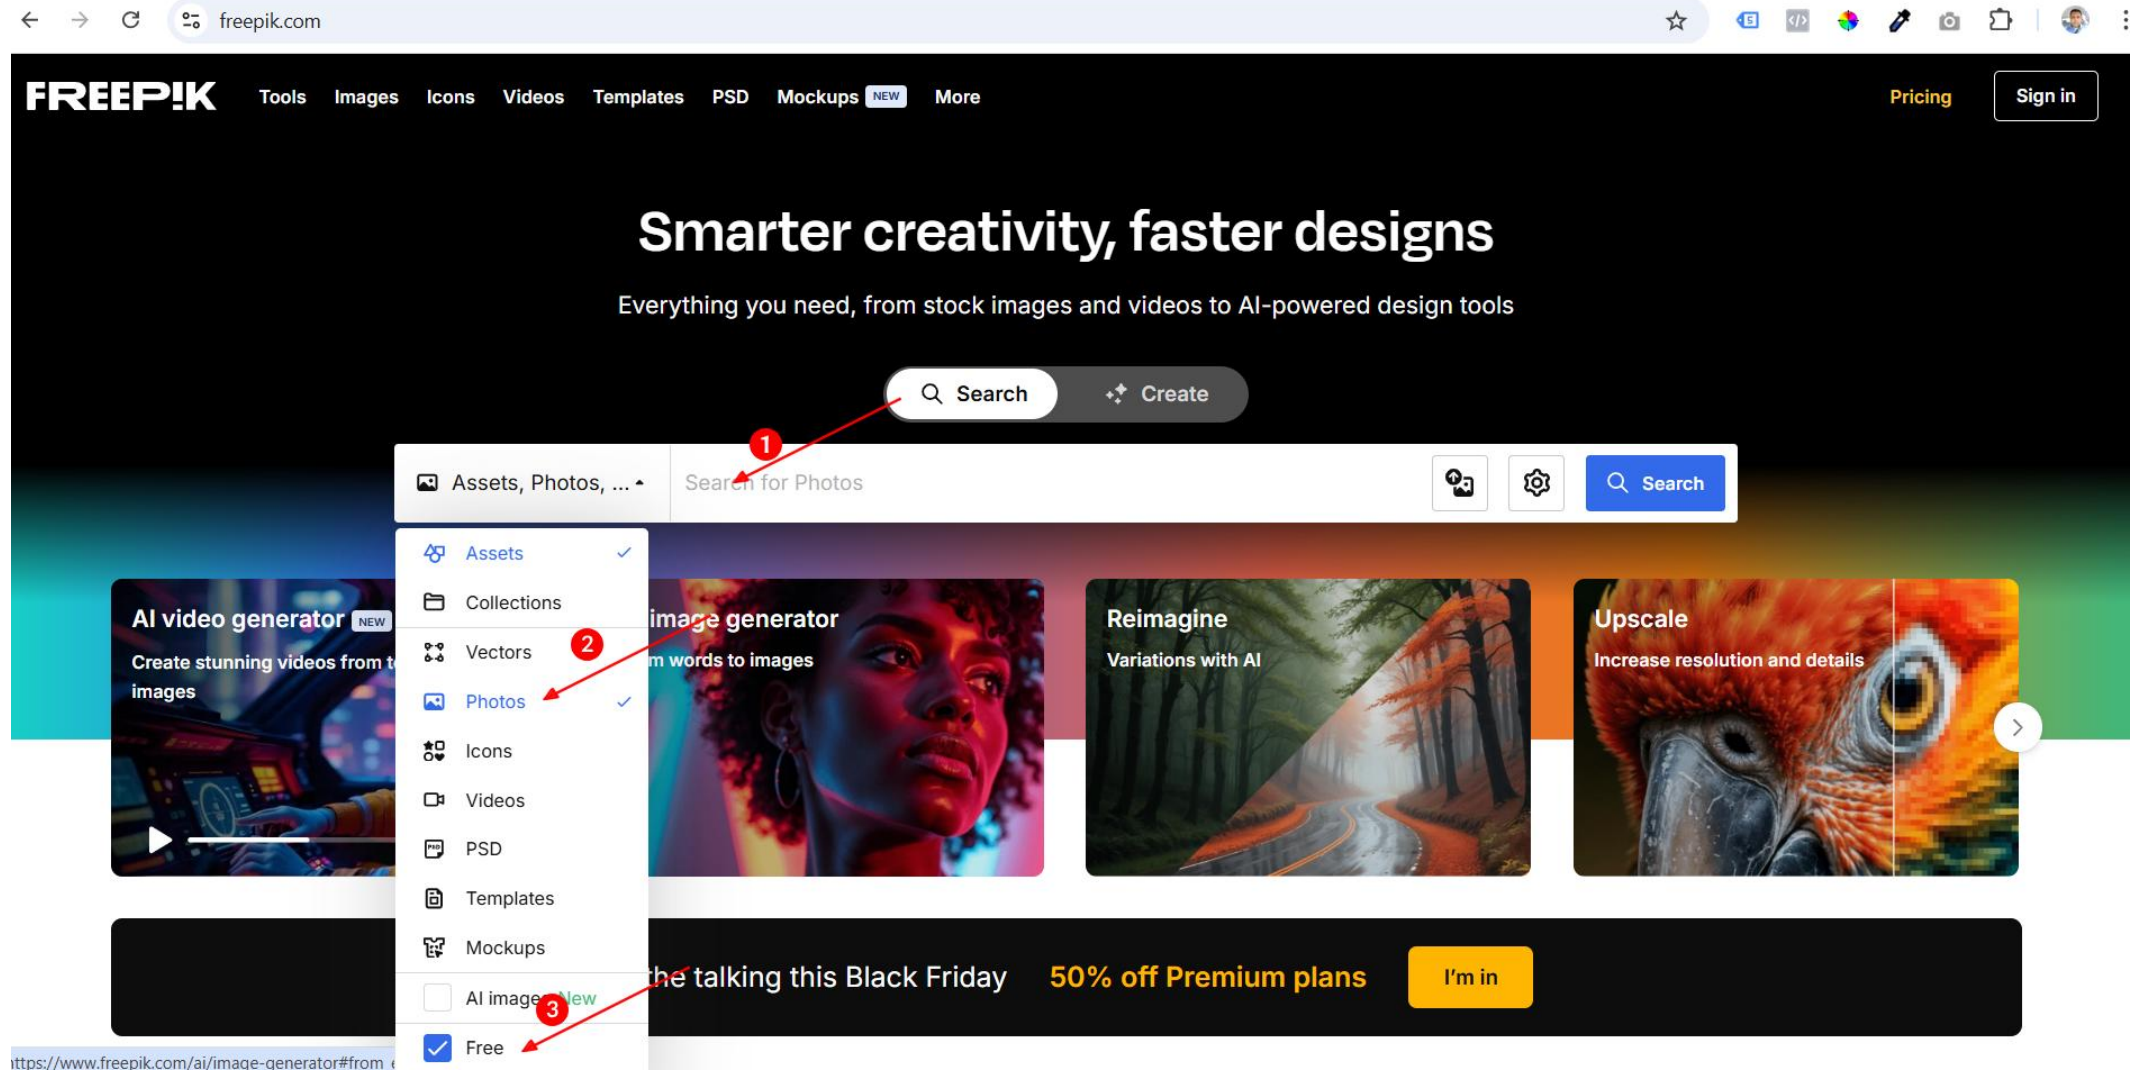 freepik.com
FREEP!K Tools Images Icons Videos Templates PSD Mockups NEW More Pricing Sign in
Smarter creativity, faster designs
Everything you need, from stock images and videos to AI-powered design tools
Search Create
1
Assets, Photos, ... Search for Photos Search
Assets
Collections
Vectors
2
Photos
Icons
Videos
PSD
Templates
Mockups
AI images New
3
Free
AI video generator NEW
Create stunning videos from
images
image generator
words to images
Reimagine
Variations with AI
Upscale
Increase resolution and details
the talking this Black Friday 50% off Premium plans I'm in
ttps://www.freepik.com/ai/image-generator#from_e